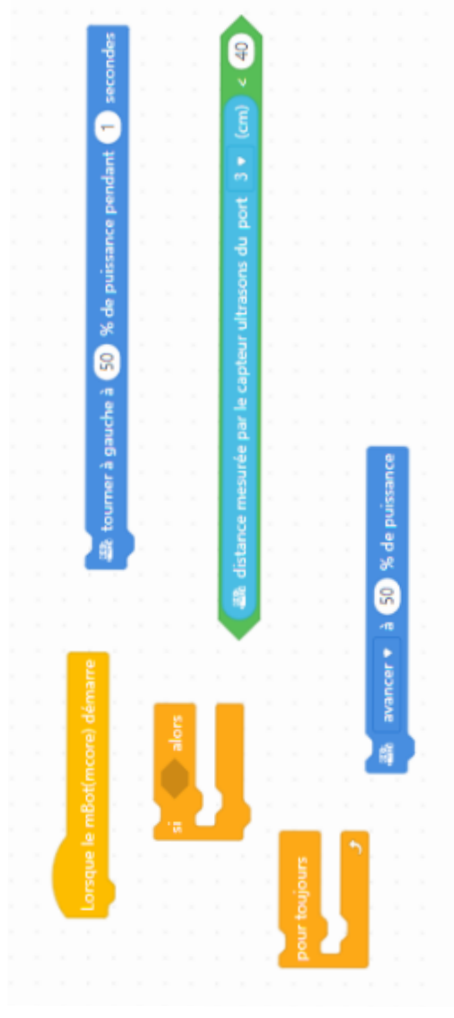 Lorsque le mBot(mcore) démarre
tourner à gauche à 50 % de puissance pendant 1 secondes
si alors
distance mesurée par le capteur ultrasons du port 3 (cm) < 40
pour toujours
avancer à 50 % de puissance